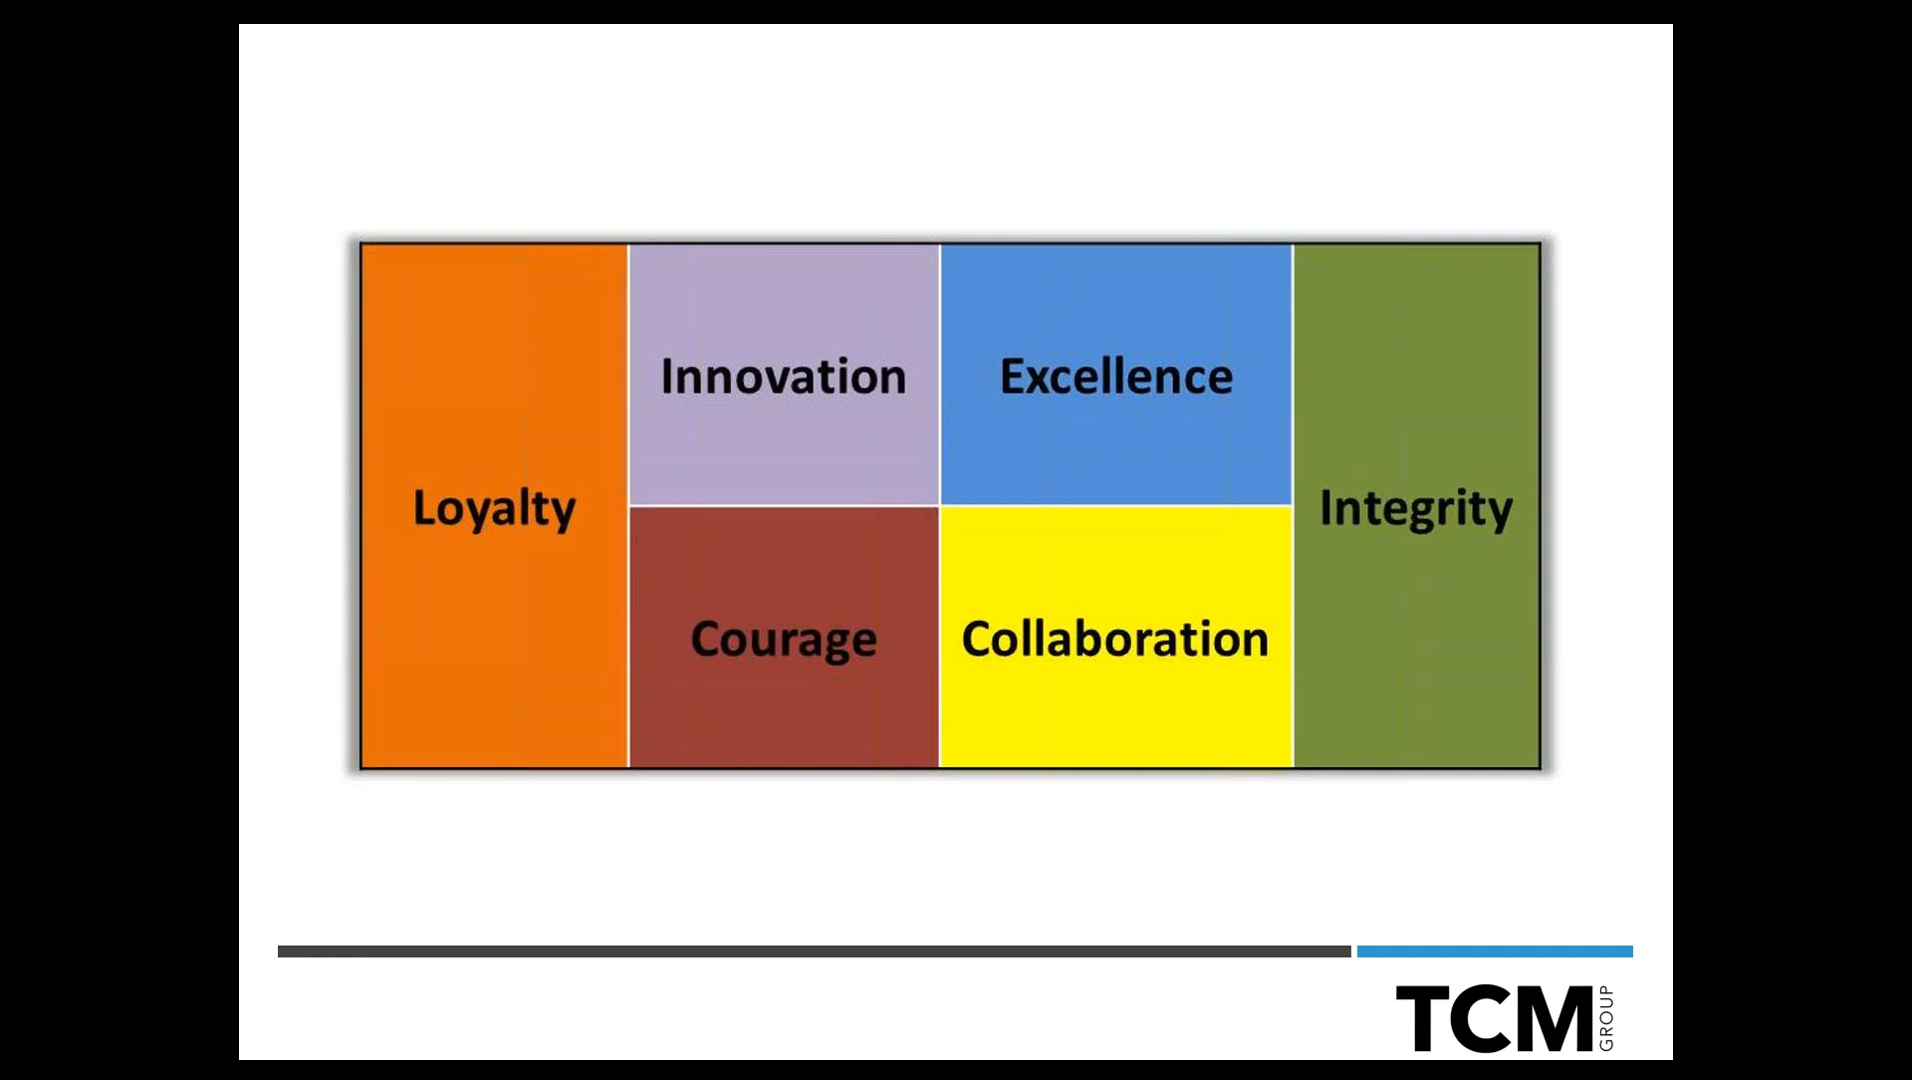 Loyalty
Innovation
Excellence
Courage
Collaboration
Integrity
TCM
GROUP